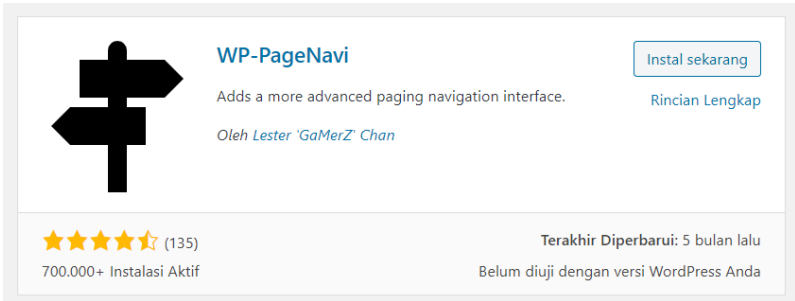 WP-PageNavi
Instal sekarang
Adds a more advanced paging navigation interface.
Rincian Lengkap
Oleh Lester 'GaMerZ' Chan
(135)
Terakhir Diperbarui: 5 bulan lalu
700.000+ Instalasi Aktif
Belum diuji dengan versi WordPress Anda